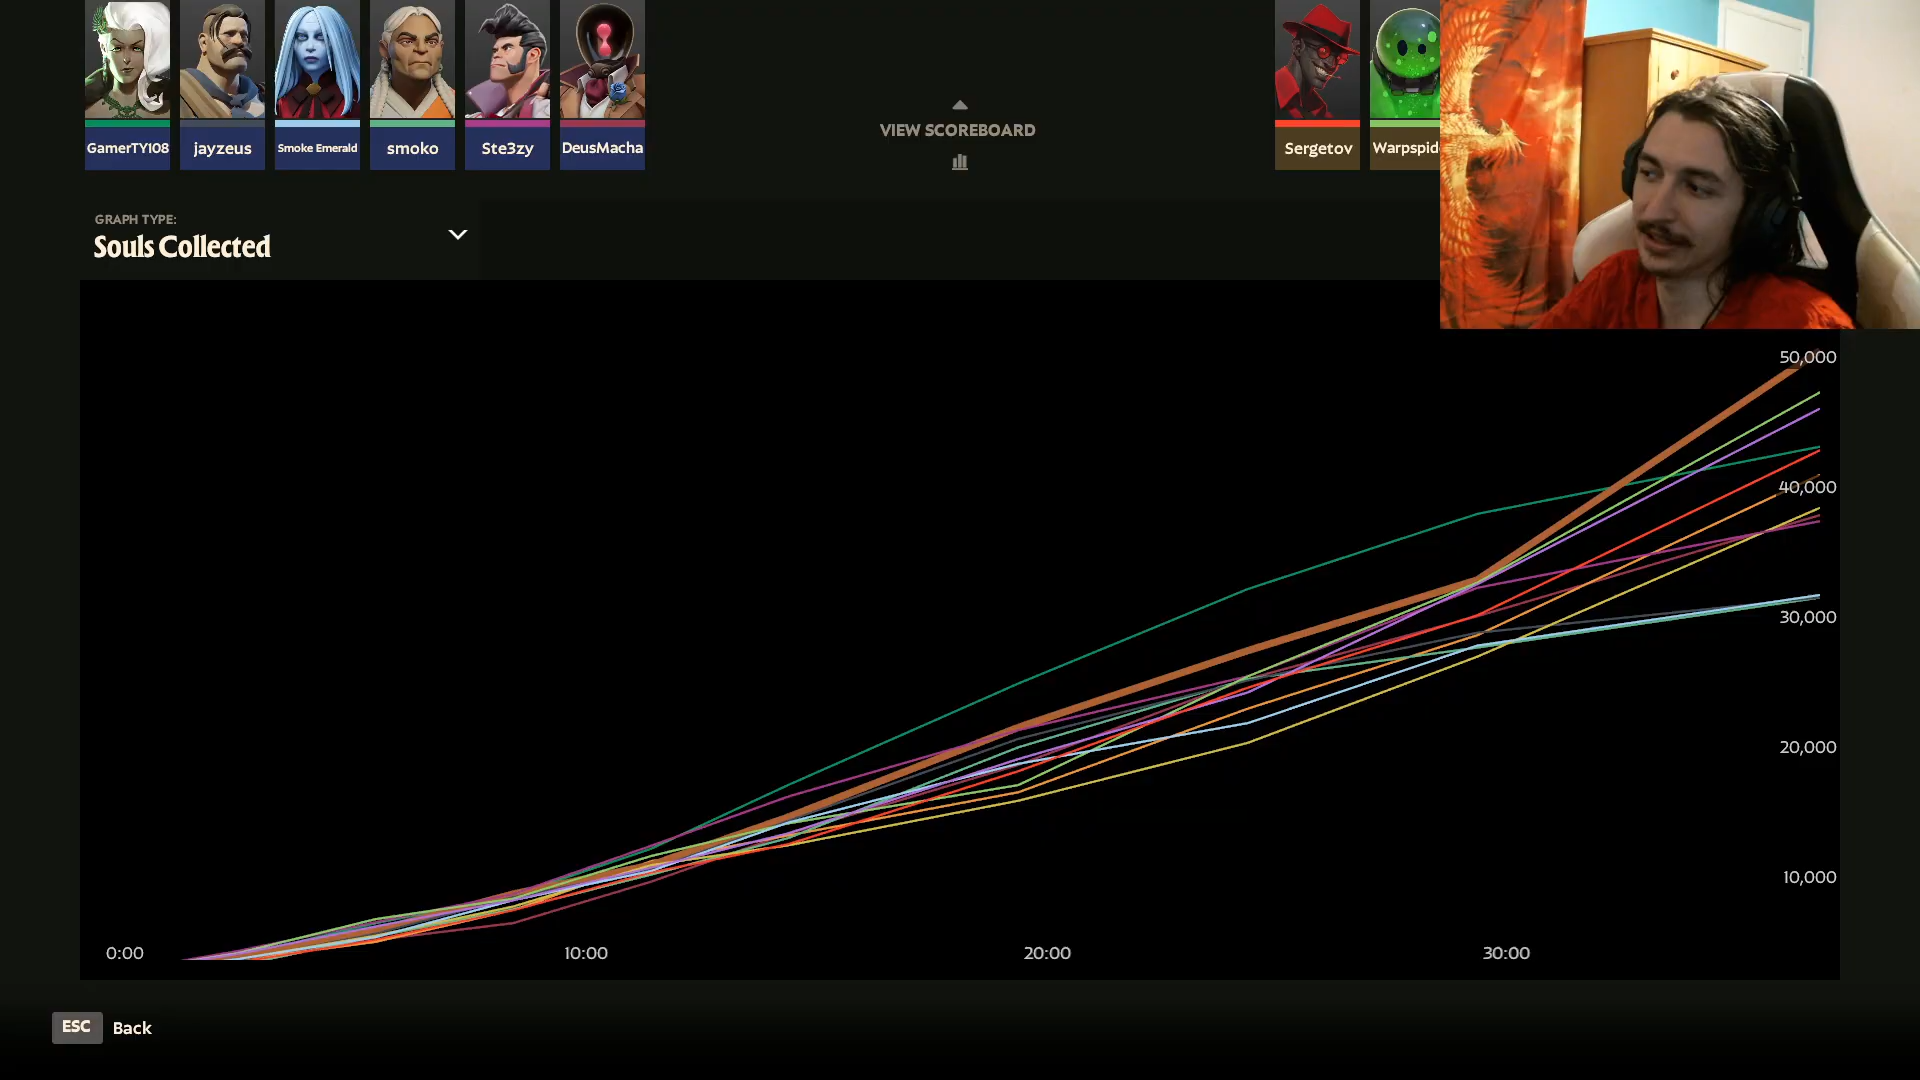 GamerTY108
jayzeus
Smoke Emerald
smoko
Ste3zy
DeusMacha
VIEW SCOREBOARD
Sergetov
Warpspid
GRAPH TYPE:
Souls Collected
50,000
40,000
30,000
20,000
10,000
0:00
10:00
20:00
30:00
ESC
Back